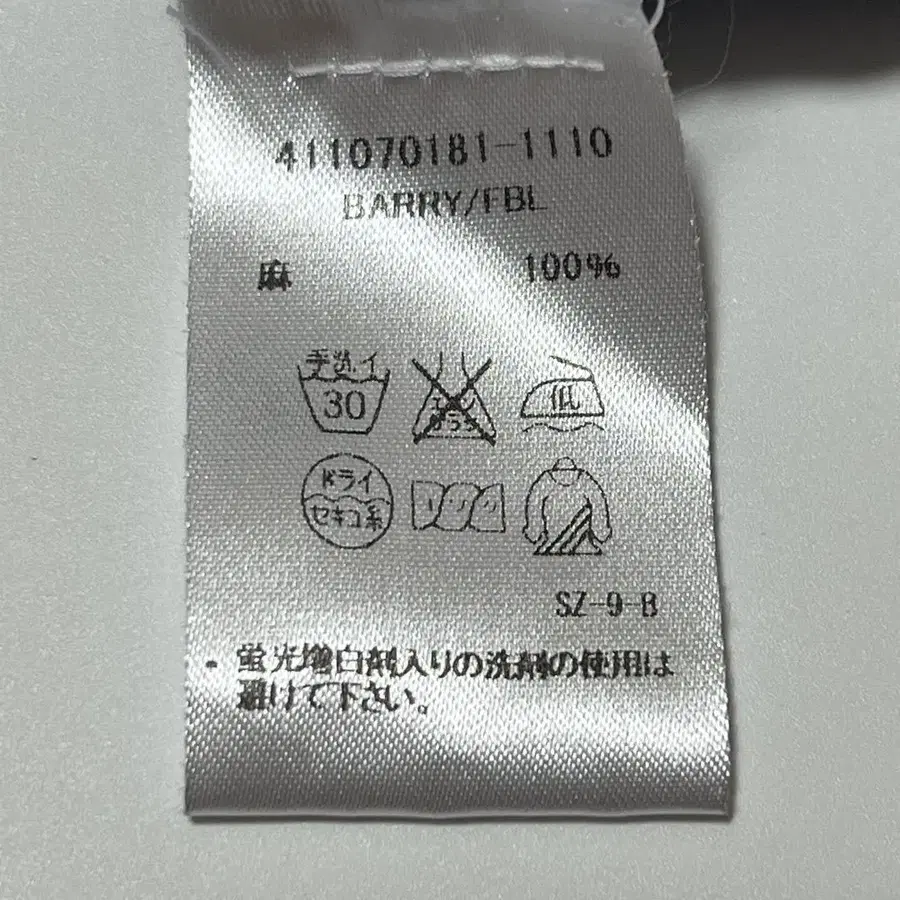 411070181-1110
BARRY/FBL
麻 100%
手洗イ
30
エンソサラシ
低
ドライ
セキユ系
SZ-9-B
・蛍光増白剤入りの洗剤の使用は
避けて下さい。